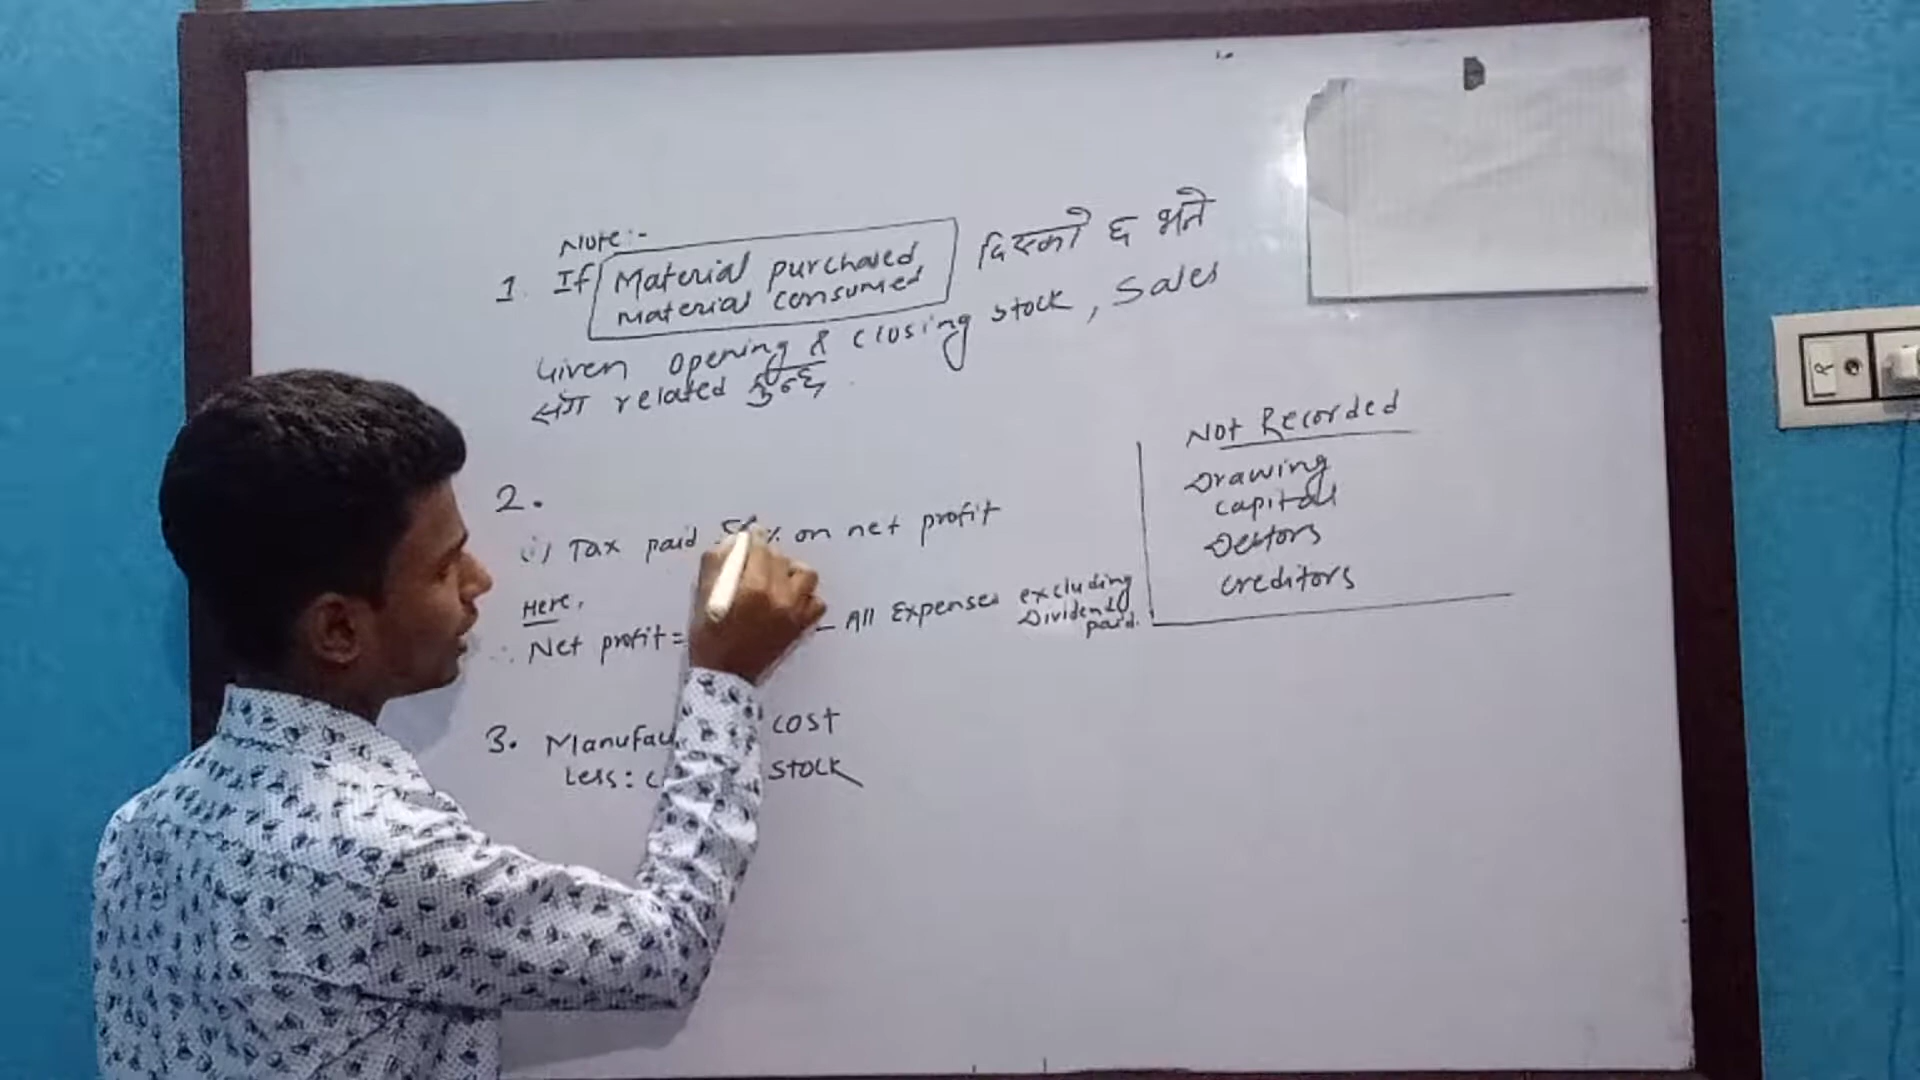 Note:-
1. If Material purchased दिएको छ भने
material consumed
Given opening & closing stock, Sales
संग related हुन्छ.
2.
(i) Tax paid % on net profit
Here,
∴ Net profit = - All Expenses excluding
Dividend
paid.
3. cost
Less: stock
Not Recorded
Drawing
capital
Debtors
creditors